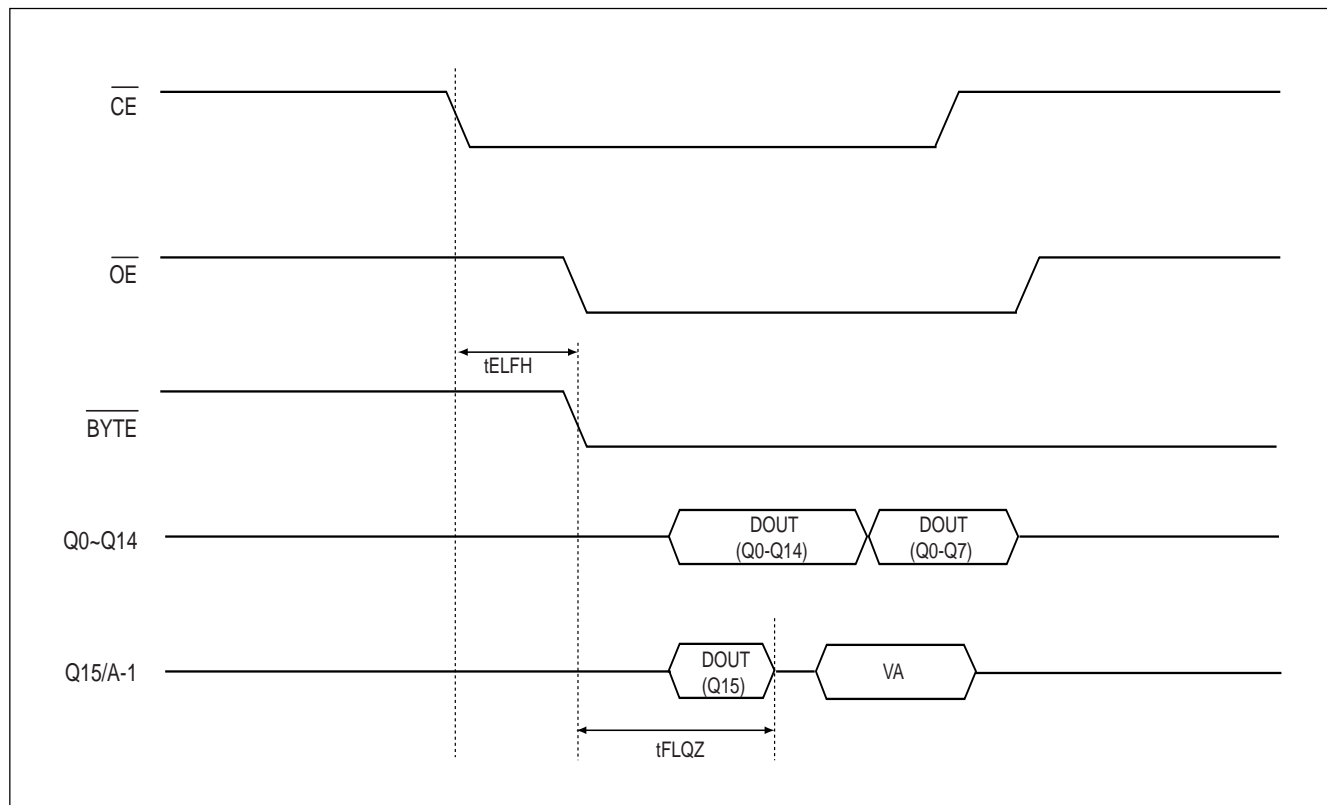 CE
OE
tELFH
BYTE
DOUT
(Q0-Q14)
DOUT
(Q0-Q7)
Q0~Q14
DOUT
(Q15)
VA
Q15/A-1
tFLQZ